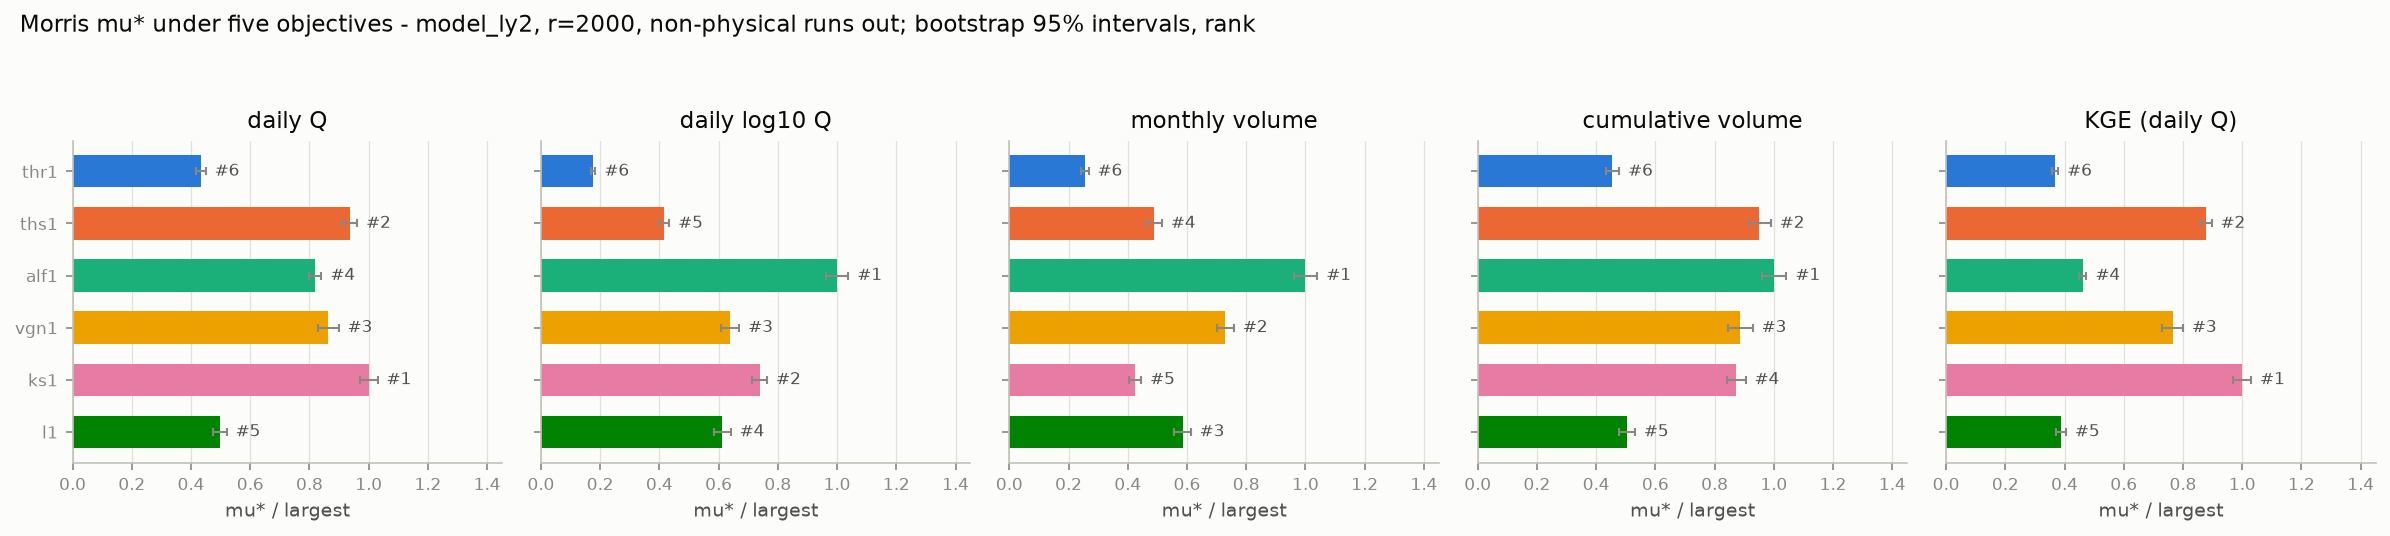 Morris mu* under five objectives - model_ly2, r=2000, non-physical runs out; bootstrap 95% intervals, rank
daily Q
daily log10 Q
monthly volume
cumulative volume
KGE (daily Q)
thr1 #6 #6 #6 #6 #6
ths1 #2 #5 #4 #2 #2
alf1 #4 #1 #1 #1 #4
vgn1 #3 #3 #2 #3 #3
ks1 #1 #2 #5 #4 #1
l1 #5 #4 #3 #5 #5
0.0 0.2 0.4 0.6 0.8 1.0 1.2 1.4
0.0 0.2 0.4 0.6 0.8 1.0 1.2 1.4
0.0 0.2 0.4 0.6 0.8 1.0 1.2 1.4
0.0 0.2 0.4 0.6 0.8 1.0 1.2 1.4
0.0 0.2 0.4 0.6 0.8 1.0 1.2 1.4
mu* / largest
mu* / largest
mu* / largest
mu* / largest
mu* / largest